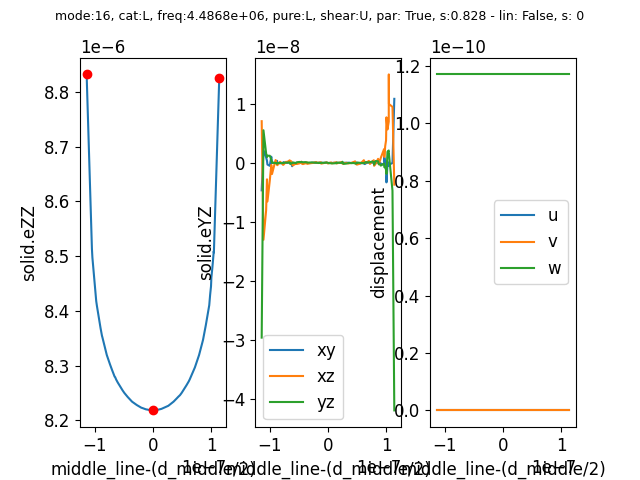 mode:16, cat:L, freq:4.4868e+06, pure:L, shear:U, par: True, s:0.828 - lin: False, s: 0
1e−6
1e−8
1e−10
8.8
8.7
8.6
8.5
8.4
8.3
8.2
solid.eZZ
−1
0
1
1e−7
middle_line-(d_middle/2)
1
0
−1
−2
−3
−4
solid.eYZ
xy
xz
yz
−1
0
1
1e−7
middle_line-(d_middle/2)
1.2
1.0
0.8
0.6
0.4
0.2
0.0
displacement
u
v
w
−1
0
1
1e−7
middle_line-(d_middle/2)